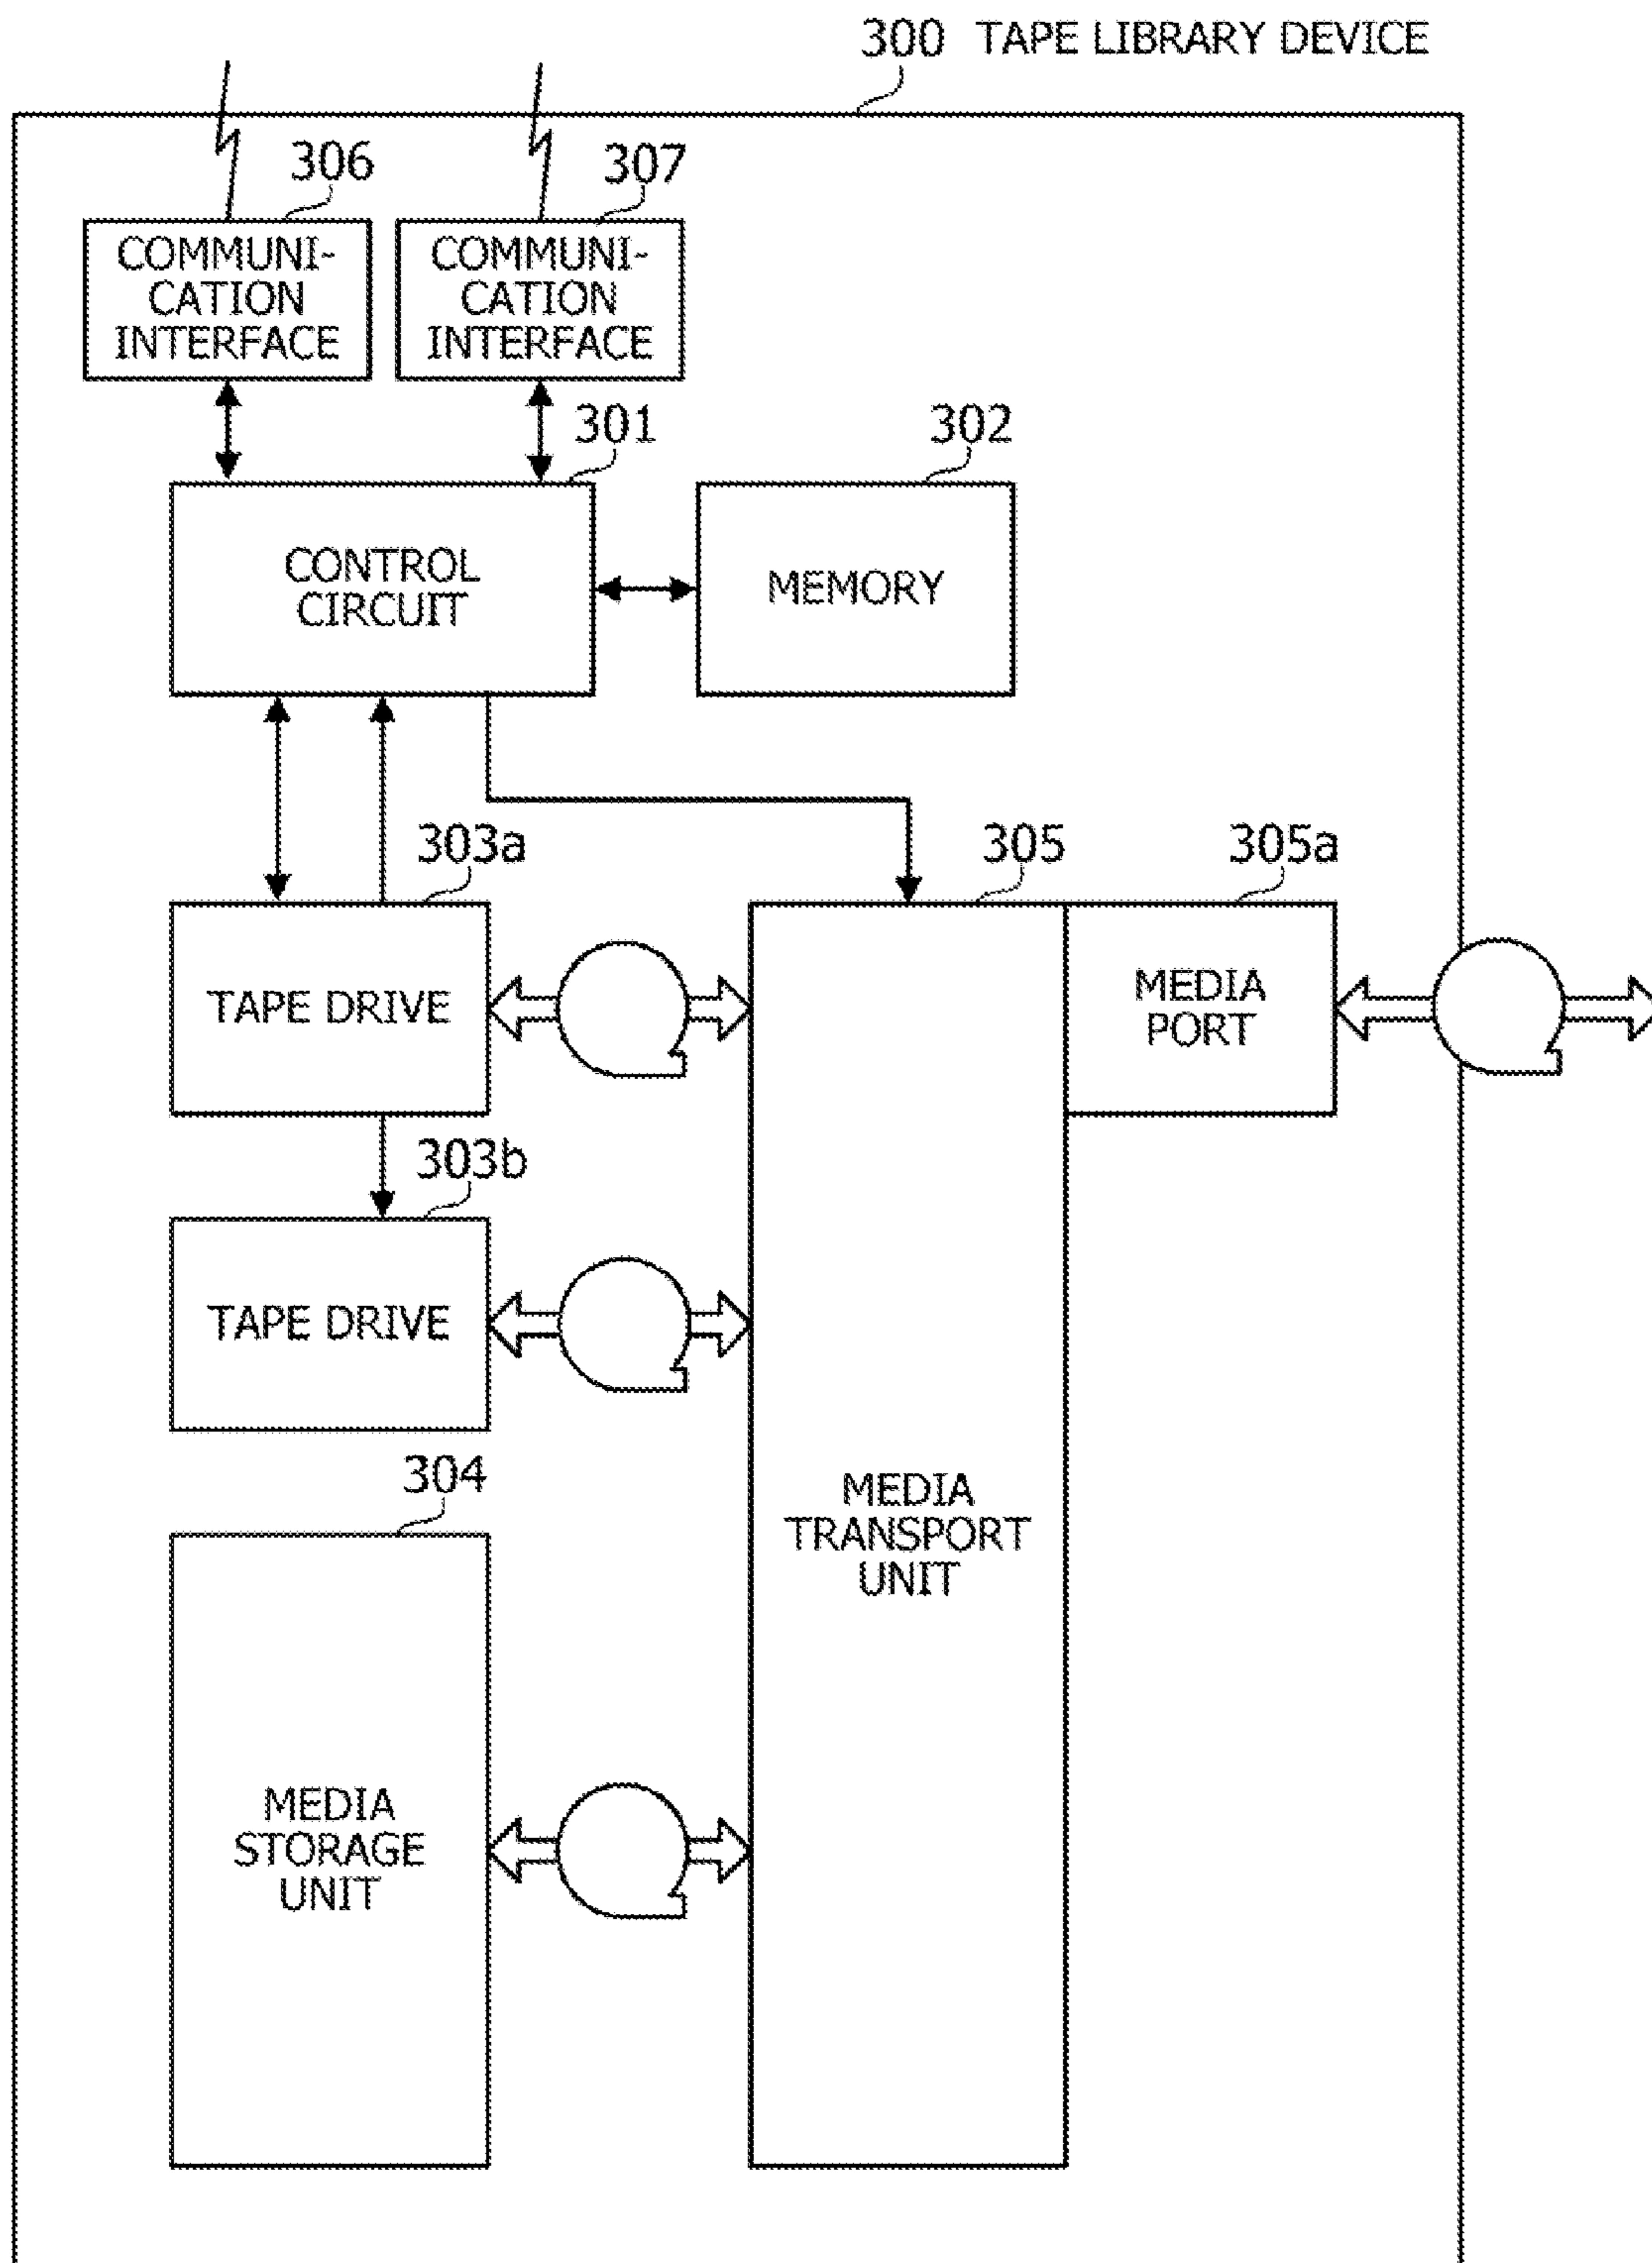 300 TAPE LIBRARY DEVICE
306
307
COMMUNI-
CATION
INTERFACE
COMMUNI-
CATION
INTERFACE
301
302
CONTROL
CIRCUIT
MEMORY
303a
305
305a
TAPE DRIVE
MEDIA
PORT
303b
TAPE DRIVE
304
MEDIA
TRANSPORT
UNIT
MEDIA
STORAGE
UNIT